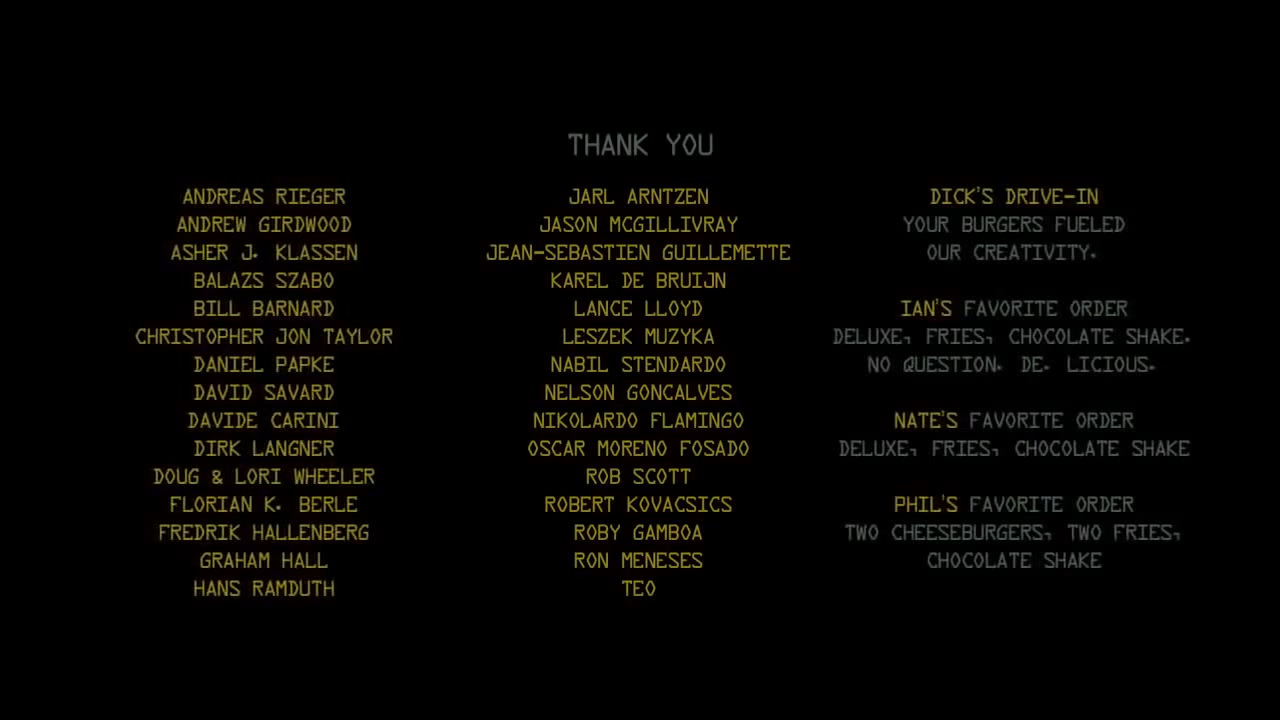 THANK YOU
ANDREAS RIEGER
ANDREW GIRDWOOD
ASHER J. KLASSEN
BALAZS SZABO
BILL BARNARD
CHRISTOPHER JON TAYLOR
DANIEL PAPKE
DAVID SAVARD
DAVIDE CARINI
DIRK LANGNER
DOUG & LORI WHEELER
FLORIAN K. BERLE
FREDRIK HALLENBERG
GRAHAM HALL
HANS RAMDUTH
JARL ARNTZEN
JASON MCGILLIVRAY
JEAN-SEBASTIEN GUILLEMETTE
KAREL DE BRUIJN
LANCE LLOYD
LESZEK MUZYKA
NABIL STENDARDO
NELSON GONCALVES
NIKOLARDO FLAMINGO
OSCAR MORENO FOSADO
ROB SCOTT
ROBERT KOVACSICS
ROBY GAMBOA
RON MENESES
TEO
DICK'S DRIVE-IN
YOUR BURGERS FUELED
OUR CREATIVITY.
IAN'S FAVORITE ORDER
DELUXE, FRIES, CHOCOLATE SHAKE.
NO QUESTION. DE. LICIOUS.
NATE'S FAVORITE ORDER
DELUXE, FRIES, CHOCOLATE SHAKE
PHIL'S FAVORITE ORDER
TWO CHEESEBURGERS, TWO FRIES,
CHOCOLATE SHAKE